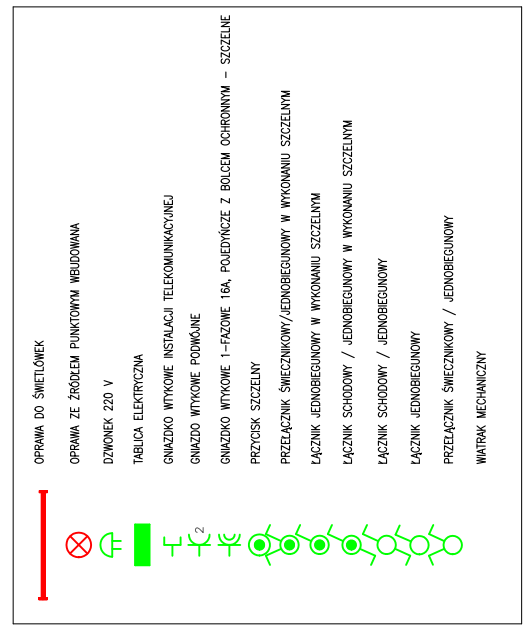 OPRAWA DO ŚWIETLÓWEK
OPRAWA ZE ŹRÓDŁEM PUNKTOWYM WBUDOWANA
DZWONEK 220 V
TABLICA ELEKTRYCZNA
GNIAZDKO WTYKOWE INSTALACJI TELEKOMUNIKACYJNEJ
GNIAZDO WTYKOWE PODWÓJNE
2
GNIAZDKO WTYKOWE 1-FAZOWE 16A, POJEDYŃCZE Z BOLCEM OCHRONNYM - SZCZELNE
PRZYCISK SZCZELNY
PRZEŁĄCZNIK ŚWIECZNIKOWY/JEDNOBIEGUNOWY W WYKONANIU SZCZELNYM
ŁĄCZNIK JEDNOBIEGUNOWY W WYKONANIU SZCZELNYM
ŁĄCZNIK SCHODOWY / JEDNOBIEGUNOWY W WYKONANIU SZCZELNYM
ŁĄCZNIK SCHODOWY / JEDNOBIEGUNOWY
ŁĄCZNIK JEDNOBIEGUNOWY
PRZEŁĄCZNIK ŚWIECZNIKOWY / JEDNOBIEGUNOWY
WIATRAK MECHANICZNY